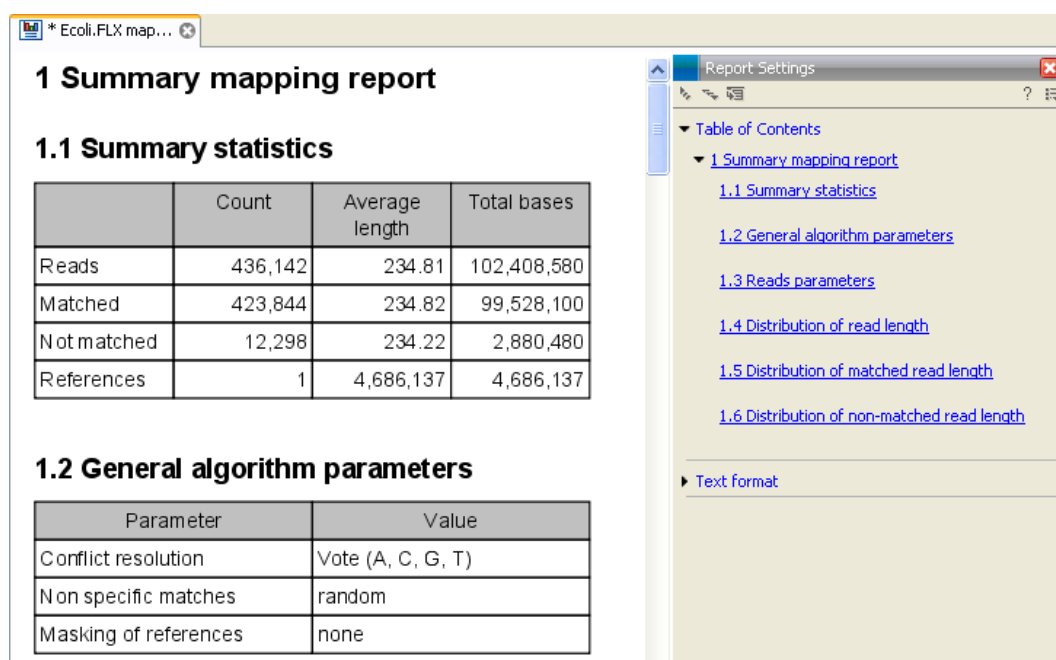 * Ecoli.FLX map...
1 Summary mapping report
1.1 Summary statistics
Count Average length Total bases
Reads 436,142 234.81 102,408,580
Matched 423,844 234.82 99,528,100
Not matched 12,298 234.22 2,880,480
References 1 4,686,137 4,686,137
1.2 General algorithm parameters
Parameter Value
Conflict resolution Vote (A, C, G, T)
Non specific matches random
Masking of references none
Report Settings
?
Table of Contents
1 Summary mapping report
1.1 Summary statistics
1.2 General algorithm parameters
1.3 Reads parameters
1.4 Distribution of read length
1.5 Distribution of matched read length
1.6 Distribution of non-matched read length
Text format